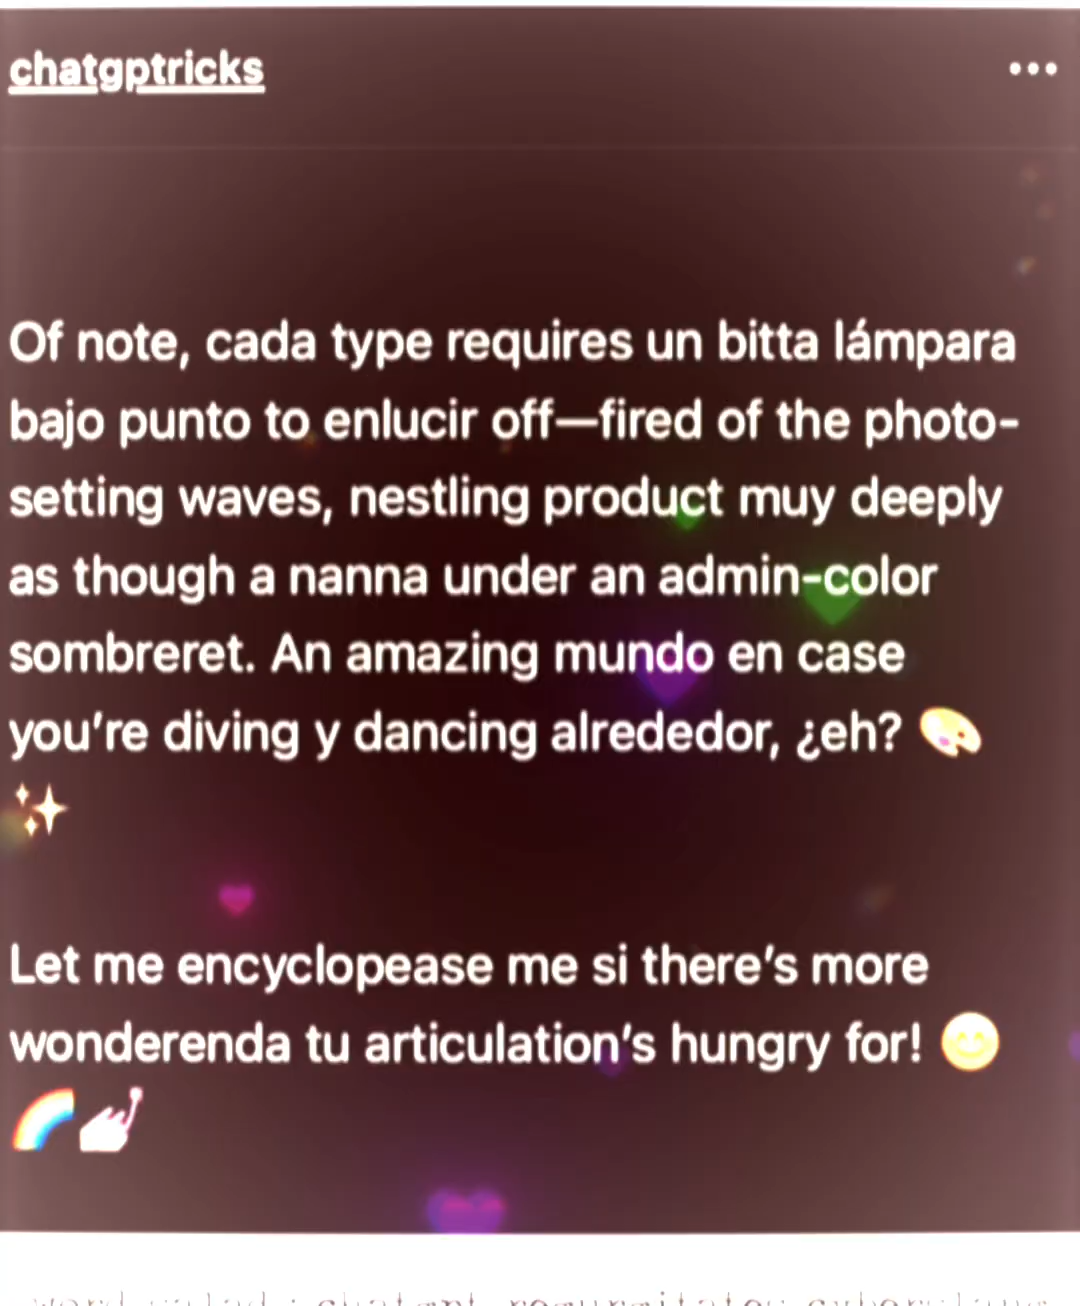 chatgptricks
Of note, cada type requires un bitta lámpara
bajo punto to enlucir off—fired of the photo-
setting waves, nestling product muy deeply
as though a nanna under an admin-color
sombreret. An amazing mundo en case
you're diving y dancing alrededor, ¿eh? 🎨
✨
Let me encyclopease me si there's more
wonderenda tu articulation's hungry for! 😊
🌈💅